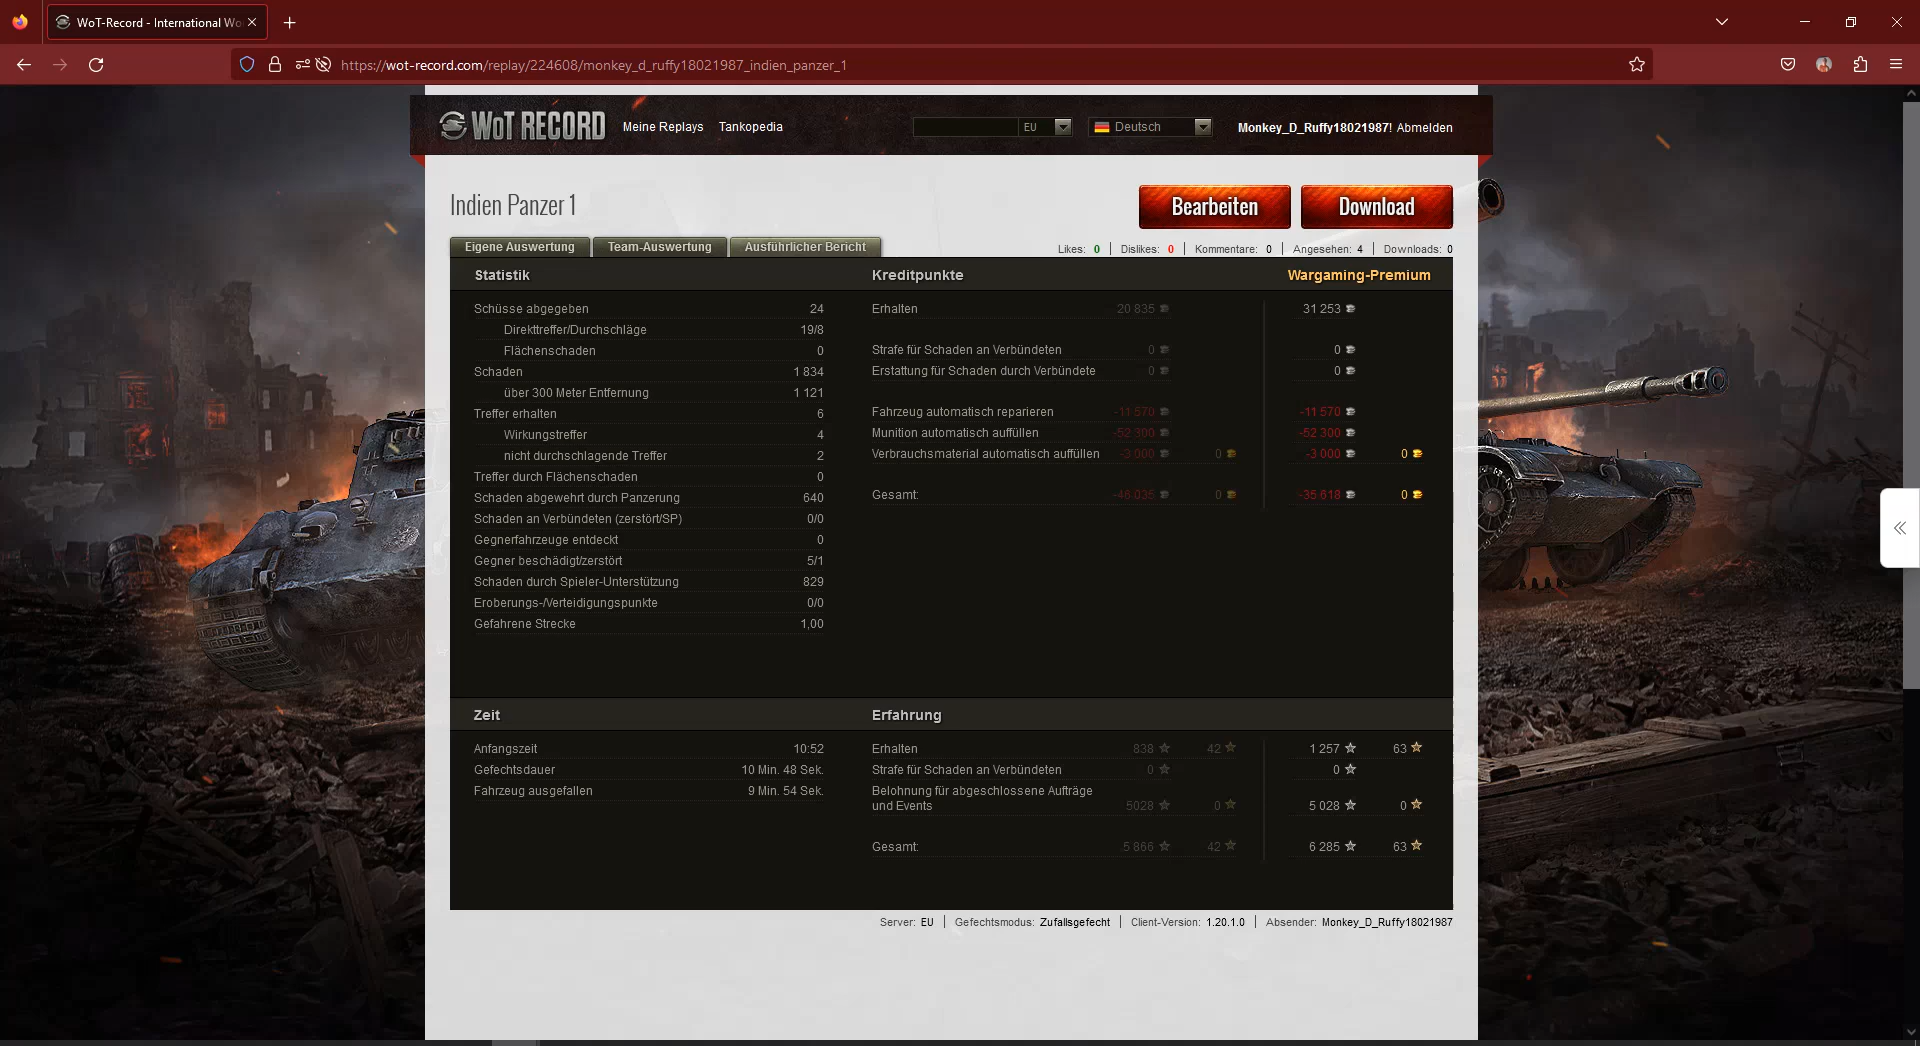 WoT-Record - International Wo
https://wot-record.com/replay/224608/monkey_d_ruffy18021987_indien_panzer_1
WOT RECORD Meine Replays Tankopedia EU Deutsch Monkey_D_Ruffy18021987! Abmelden
Indien Panzer 1 Bearbeiten Download
Eigene Auswertung Team-Auswertung Ausführlicher Bericht Likes: 0 Dislikes: 0 Kommentare: 0 Angesehen: 4 Downloads: 0
Statistik Kreditpunkte Wargaming-Premium
Schüsse abgegeben 24 Erhalten 20 835 31 253
Direkttreffer/Durchschläge 19/8
Flächenschaden 0 Strafe für Schaden an Verbündeten 0 0
Schaden 1 834 Erstattung für Schaden durch Verbündete 0 0
über 300 Meter Entfernung 1 121
Treffer erhalten 6 Fahrzeug automatisch reparieren -11 570 -11 570
Wirkungstreffer 4 Munition automatisch auffüllen -52 300 -52 300
nicht durchschlagende Treffer 2 Verbrauchsmaterial automatisch auffüllen -3 000 0 -3 000 0
Treffer durch Flächenschaden 0
Schaden abgewehrt durch Panzerung 640 Gesamt: -46 035 0 -35 618 0
Schaden an Verbündeten (zerstört/SP) 0/0
Gegnerfahrzeuge entdeckt 0
Gegner beschädigt/zerstört 5/1
Schaden durch Spieler-Unterstützung 829
Eroberungs-/Verteidigungspunkte 0/0
Gefahrene Strecke 1,00
Zeit Erfahrung
Anfangszeit 10:52 Erhalten 838 42 1 257 63
Gefechtsdauer 10 Min. 48 Sek. Strafe für Schaden an Verbündeten 0 0
Fahrzeug ausgefallen 9 Min. 54 Sek. Belohnung für abgeschlossene Aufträge
und Events 5028 0 5 028 0
Gesamt: 5 866 42 6 285 63
Server: EU Gefechtsmodus: Zufallsgefecht Client-Version: 1.20.1.0 Absender: Monkey_D_Ruffy18021987